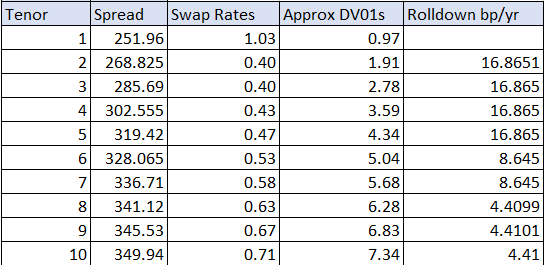 Tenor Spread Swap Rates Approx DV01s Rolldown bp/yr
1 251.96 1.03 0.97
2 268.825 0.40 1.91 16.8651
3 285.69 0.40 2.78 16.865
4 302.555 0.43 3.59 16.865
5 319.42 0.47 4.34 16.865
6 328.065 0.53 5.04 8.645
7 336.71 0.58 5.68 8.645
8 341.12 0.63 6.28 4.4099
9 345.53 0.67 6.83 4.4101
10 349.94 0.71 7.34 4.41